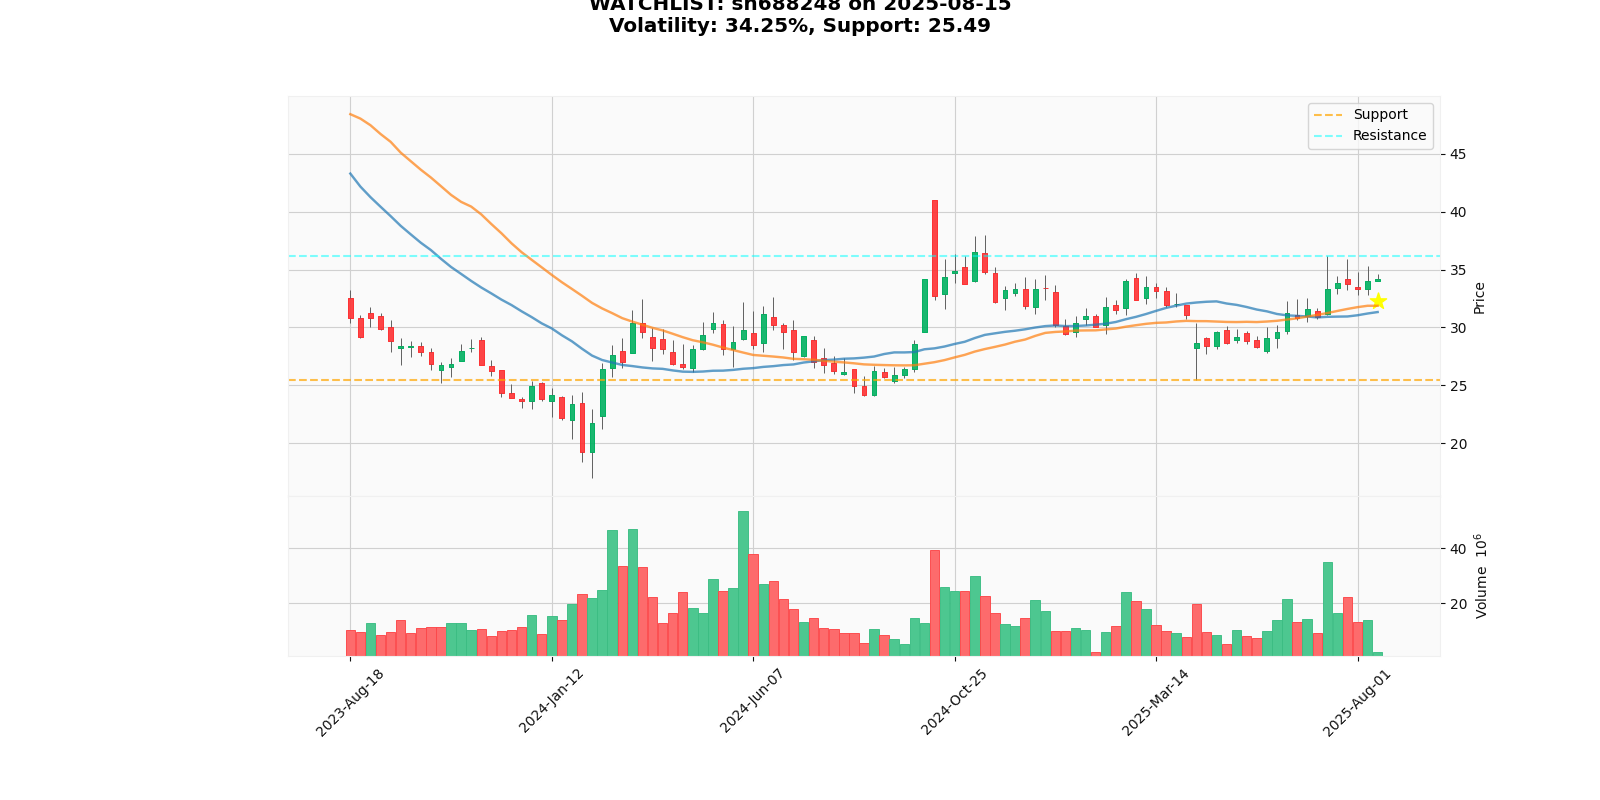 WATCHLIST: sh688248 on 2025-08-15
Volatility: 34.25%, Support: 25.49
Support
Resistance
45
40
35
30
25
20
Price
40
20
Volume 10^6
2023-Aug-18
2024-Jan-12
2024-Jun-07
2024-Oct-25
2025-Mar-14
2025-Aug-01